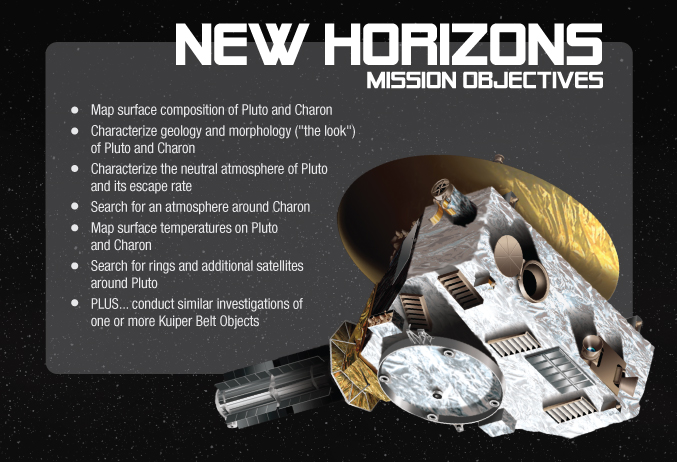 NEW HORIZONS
MISSION OBJECTIVES
● Map surface composition of Pluto and Charon
● Characterize geology and morphology ("the look")
of Pluto and Charon
● Characterize the neutral atmosphere of Pluto
and its escape rate
● Search for an atmosphere around Charon
● Map surface temperatures on Pluto
and Charon
● Search for rings and additional satellites
around Pluto
● PLUS... conduct similar investigations of
one or more Kuiper Belt Objects